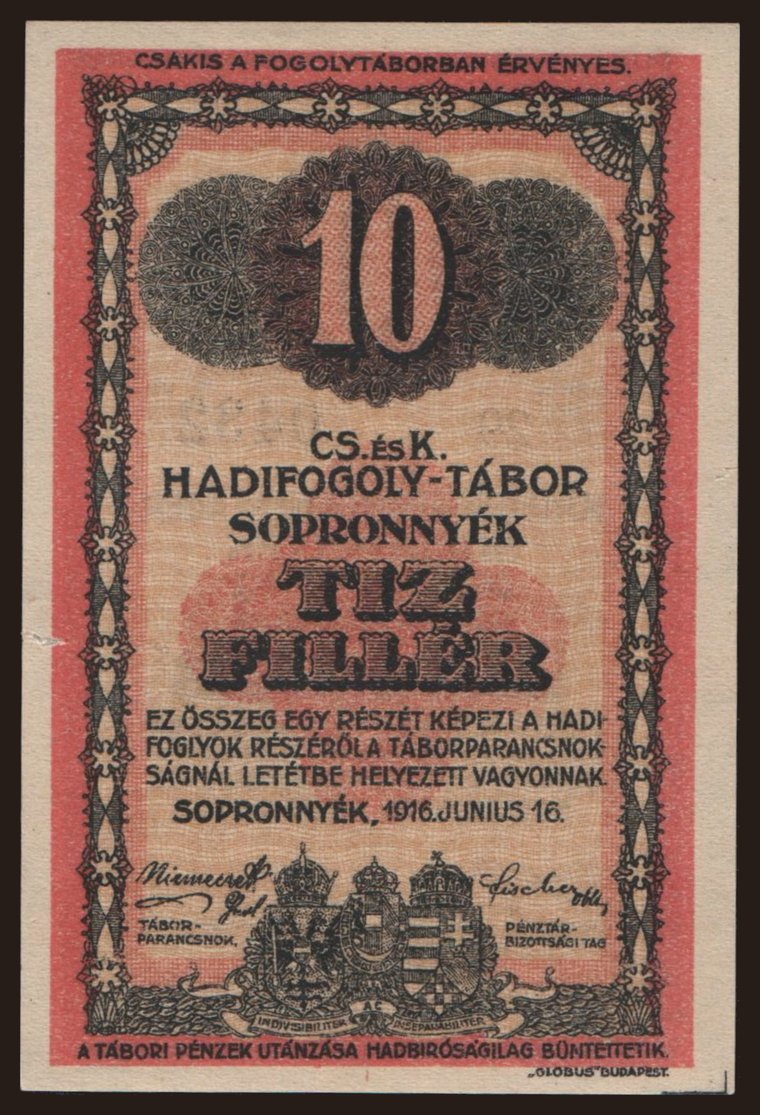 CSAKIS A FOGOLYTÁBORBAN ÉRVÉNYES.
10
CS. ÉS K.
HADIFOGOLY-TÁBOR
SOPRONNYÉK
TIZ
FILLÉR
EZ ÖSSZEG EGY RÉSZÉT KÉPEZI A HADI-
FOGLYOK RÉSZÉRŐL A TÁBORPARANCSNOK-
SÁGNÁL LETÉTBE HELYEZETT VAGYONNAK.
SOPRONNYÉK, 1916. JUNIUS 16.
Fischer
TÁBOR-
PARANCSNOK.
PÉNZTÁR-
BIZOTTSÁGI TAG
INDIVISIBILITER AC INSEPARABILITER
A TÁBORI PÉNZEK UTÁNZÁSA HADBIRÓSÁGILAG BÜNTETTETIK.
„GLOBUS" BUDAPEST.